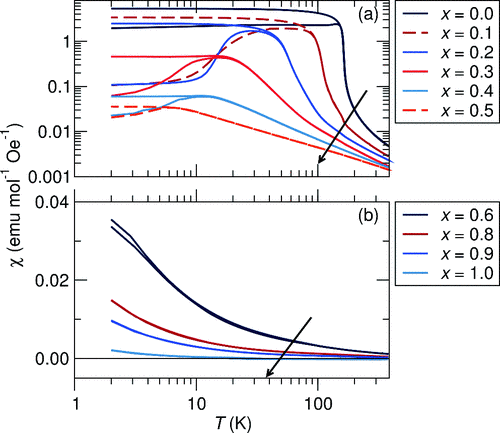 (a)
1
0.1
0.01
0.001
x = 0.0
x = 0.1
x = 0.2
x = 0.3
x = 0.4
x = 0.5
χ (emu mol⁻¹ Oe⁻¹)
(b)
0.04
0.02
0.00
x = 0.6
x = 0.8
x = 0.9
x = 1.0
1 10 100
T (K)